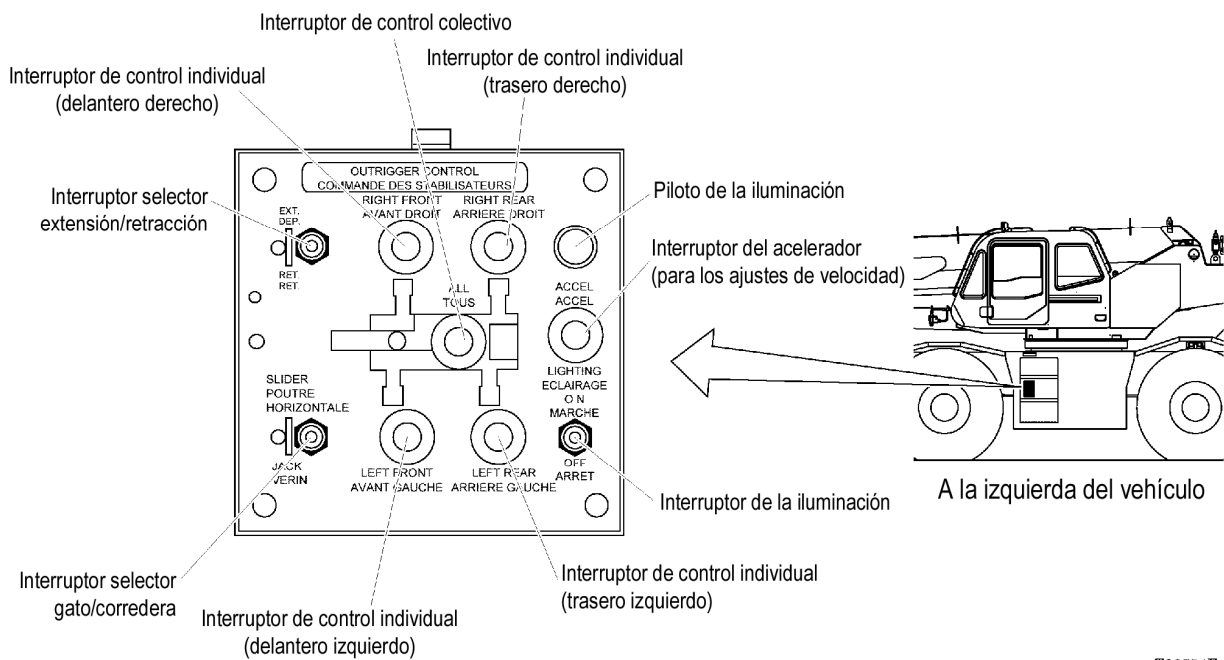 Interruptor de control colectivo
Interruptor de control individual
(delantero derecho)
Interruptor de control individual
(trasero derecho)
OUTRIGGER CONTROL
COMMANDE DES STABILISATEURS
Interruptor selector
extensión/retracción
EXT.
DEP.
RET.
RET.
RIGHT FRONT
AVANT DROIT
RIGHT REAR
ARRIERE DROIT
Piloto de la iluminación
Interruptor del acelerador
(para los ajustes de velocidad)
ALL
TOUS
ACCEL
ACCEL
SLIDER
POUTRE
HORIZONTALE
JACK
VERIN
LIGHTING
ECLAIRAGE
O N
MARCHE
OFF
ARRET
LEFT FRONT
AVANT GAUCHE
LEFT REAR
ARRIERE GAUCHE
Interruptor de la iluminación
A la izquierda del vehículo
Interruptor selector
gato/corredera
Interruptor de control individual
(delantero izquierdo)
Interruptor de control individual
(trasero izquierdo)